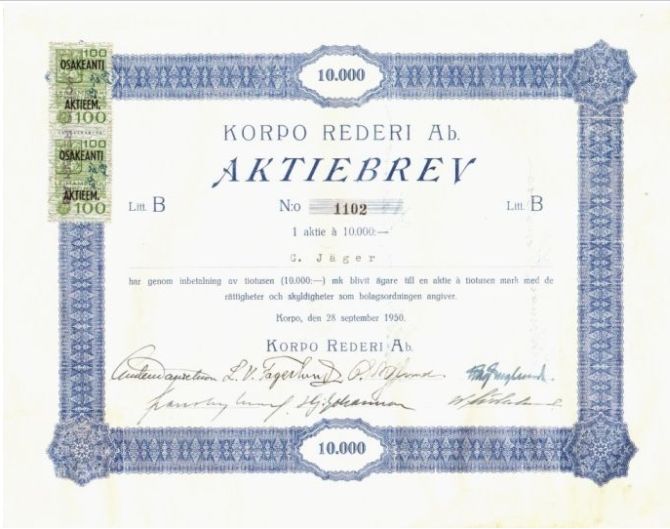 100
OSAKEANTI
AKTIEEM.
100
100
OSAKEANTI
AKTIEEM.
100
10.000
KORPO REDERI Ab.
AKTIEBREV
Litt. B N:o 1102 Litt. B
1 aktie à 10.000:—
C. Jäger
har genom inbetalning av tiotusen (10.000:—) mk blivit ägare till en aktie à tiotusen mark med de
rättigheter och skyldigheter som bolagsordningen angiver.
Korpo, den 28 september 1950.
KORPO REDERI Ab.
L. V. Fagerlund
10.000